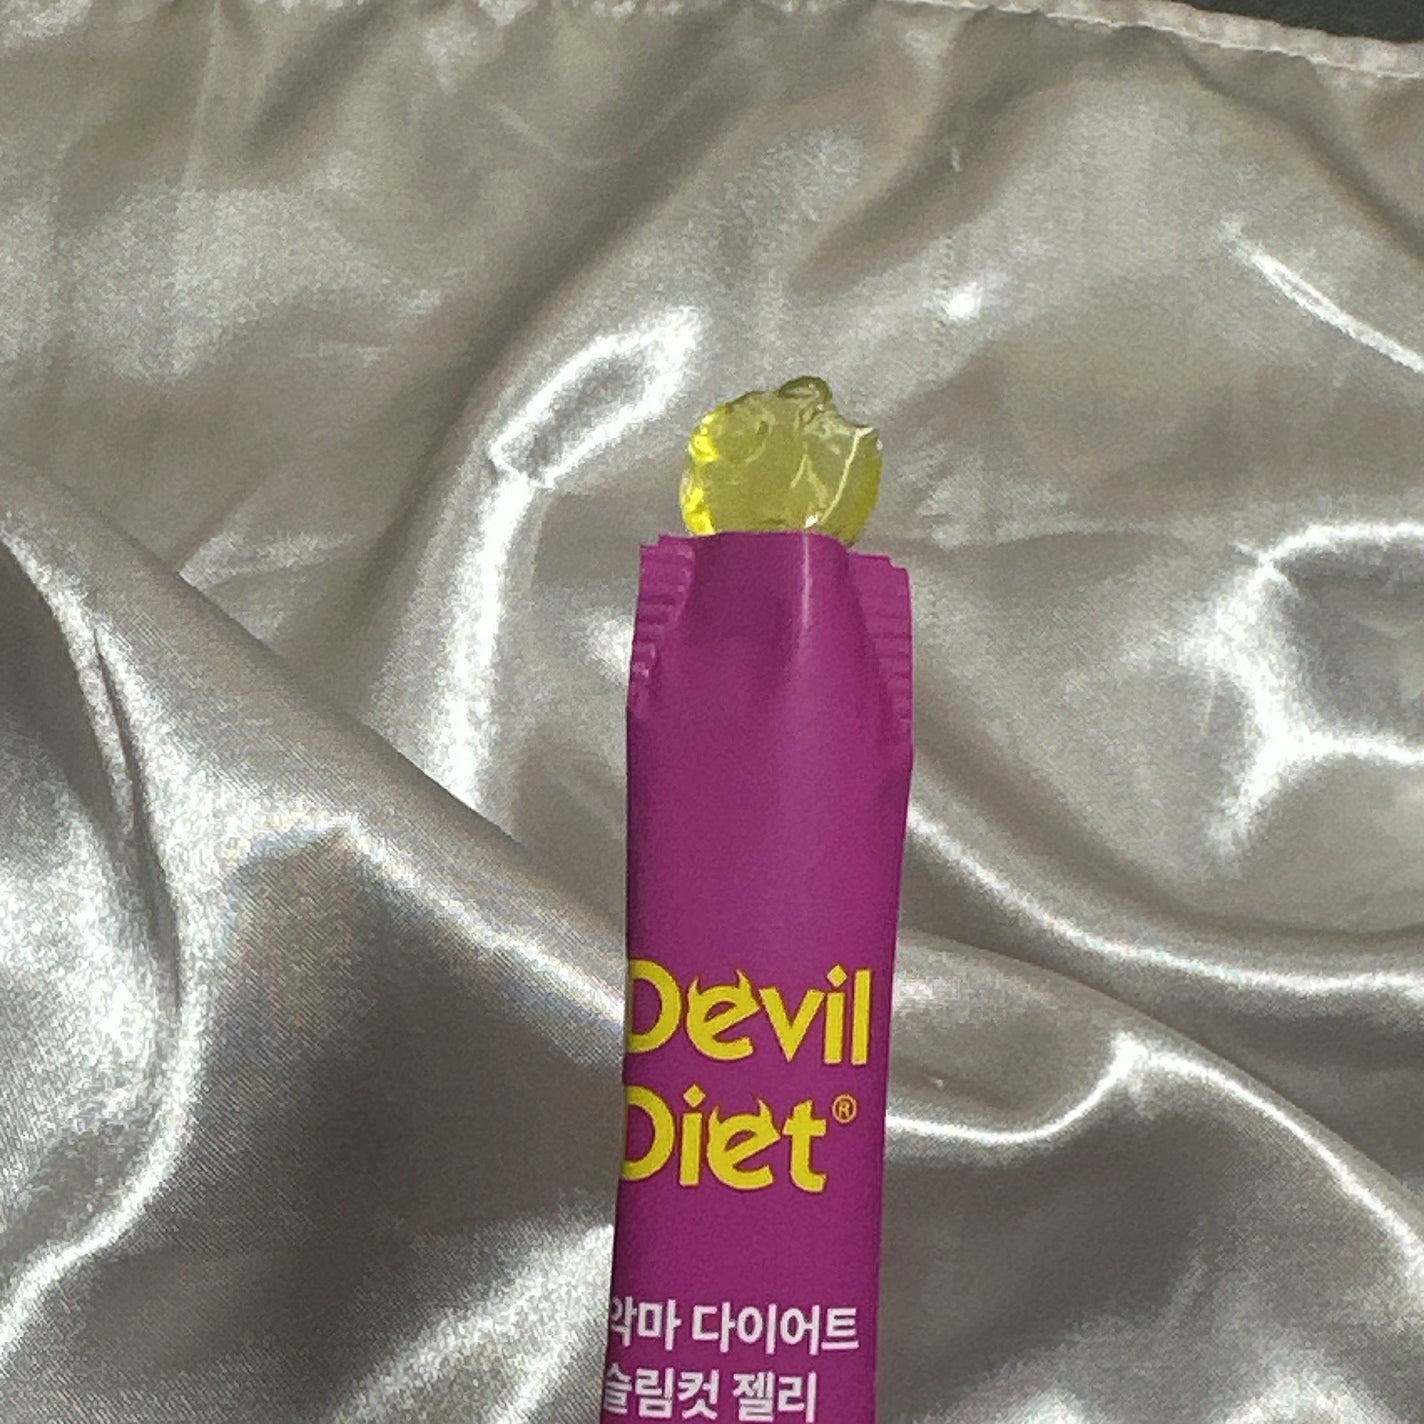 Devil
Diet®
악마 다이어트
슬림컷 젤리